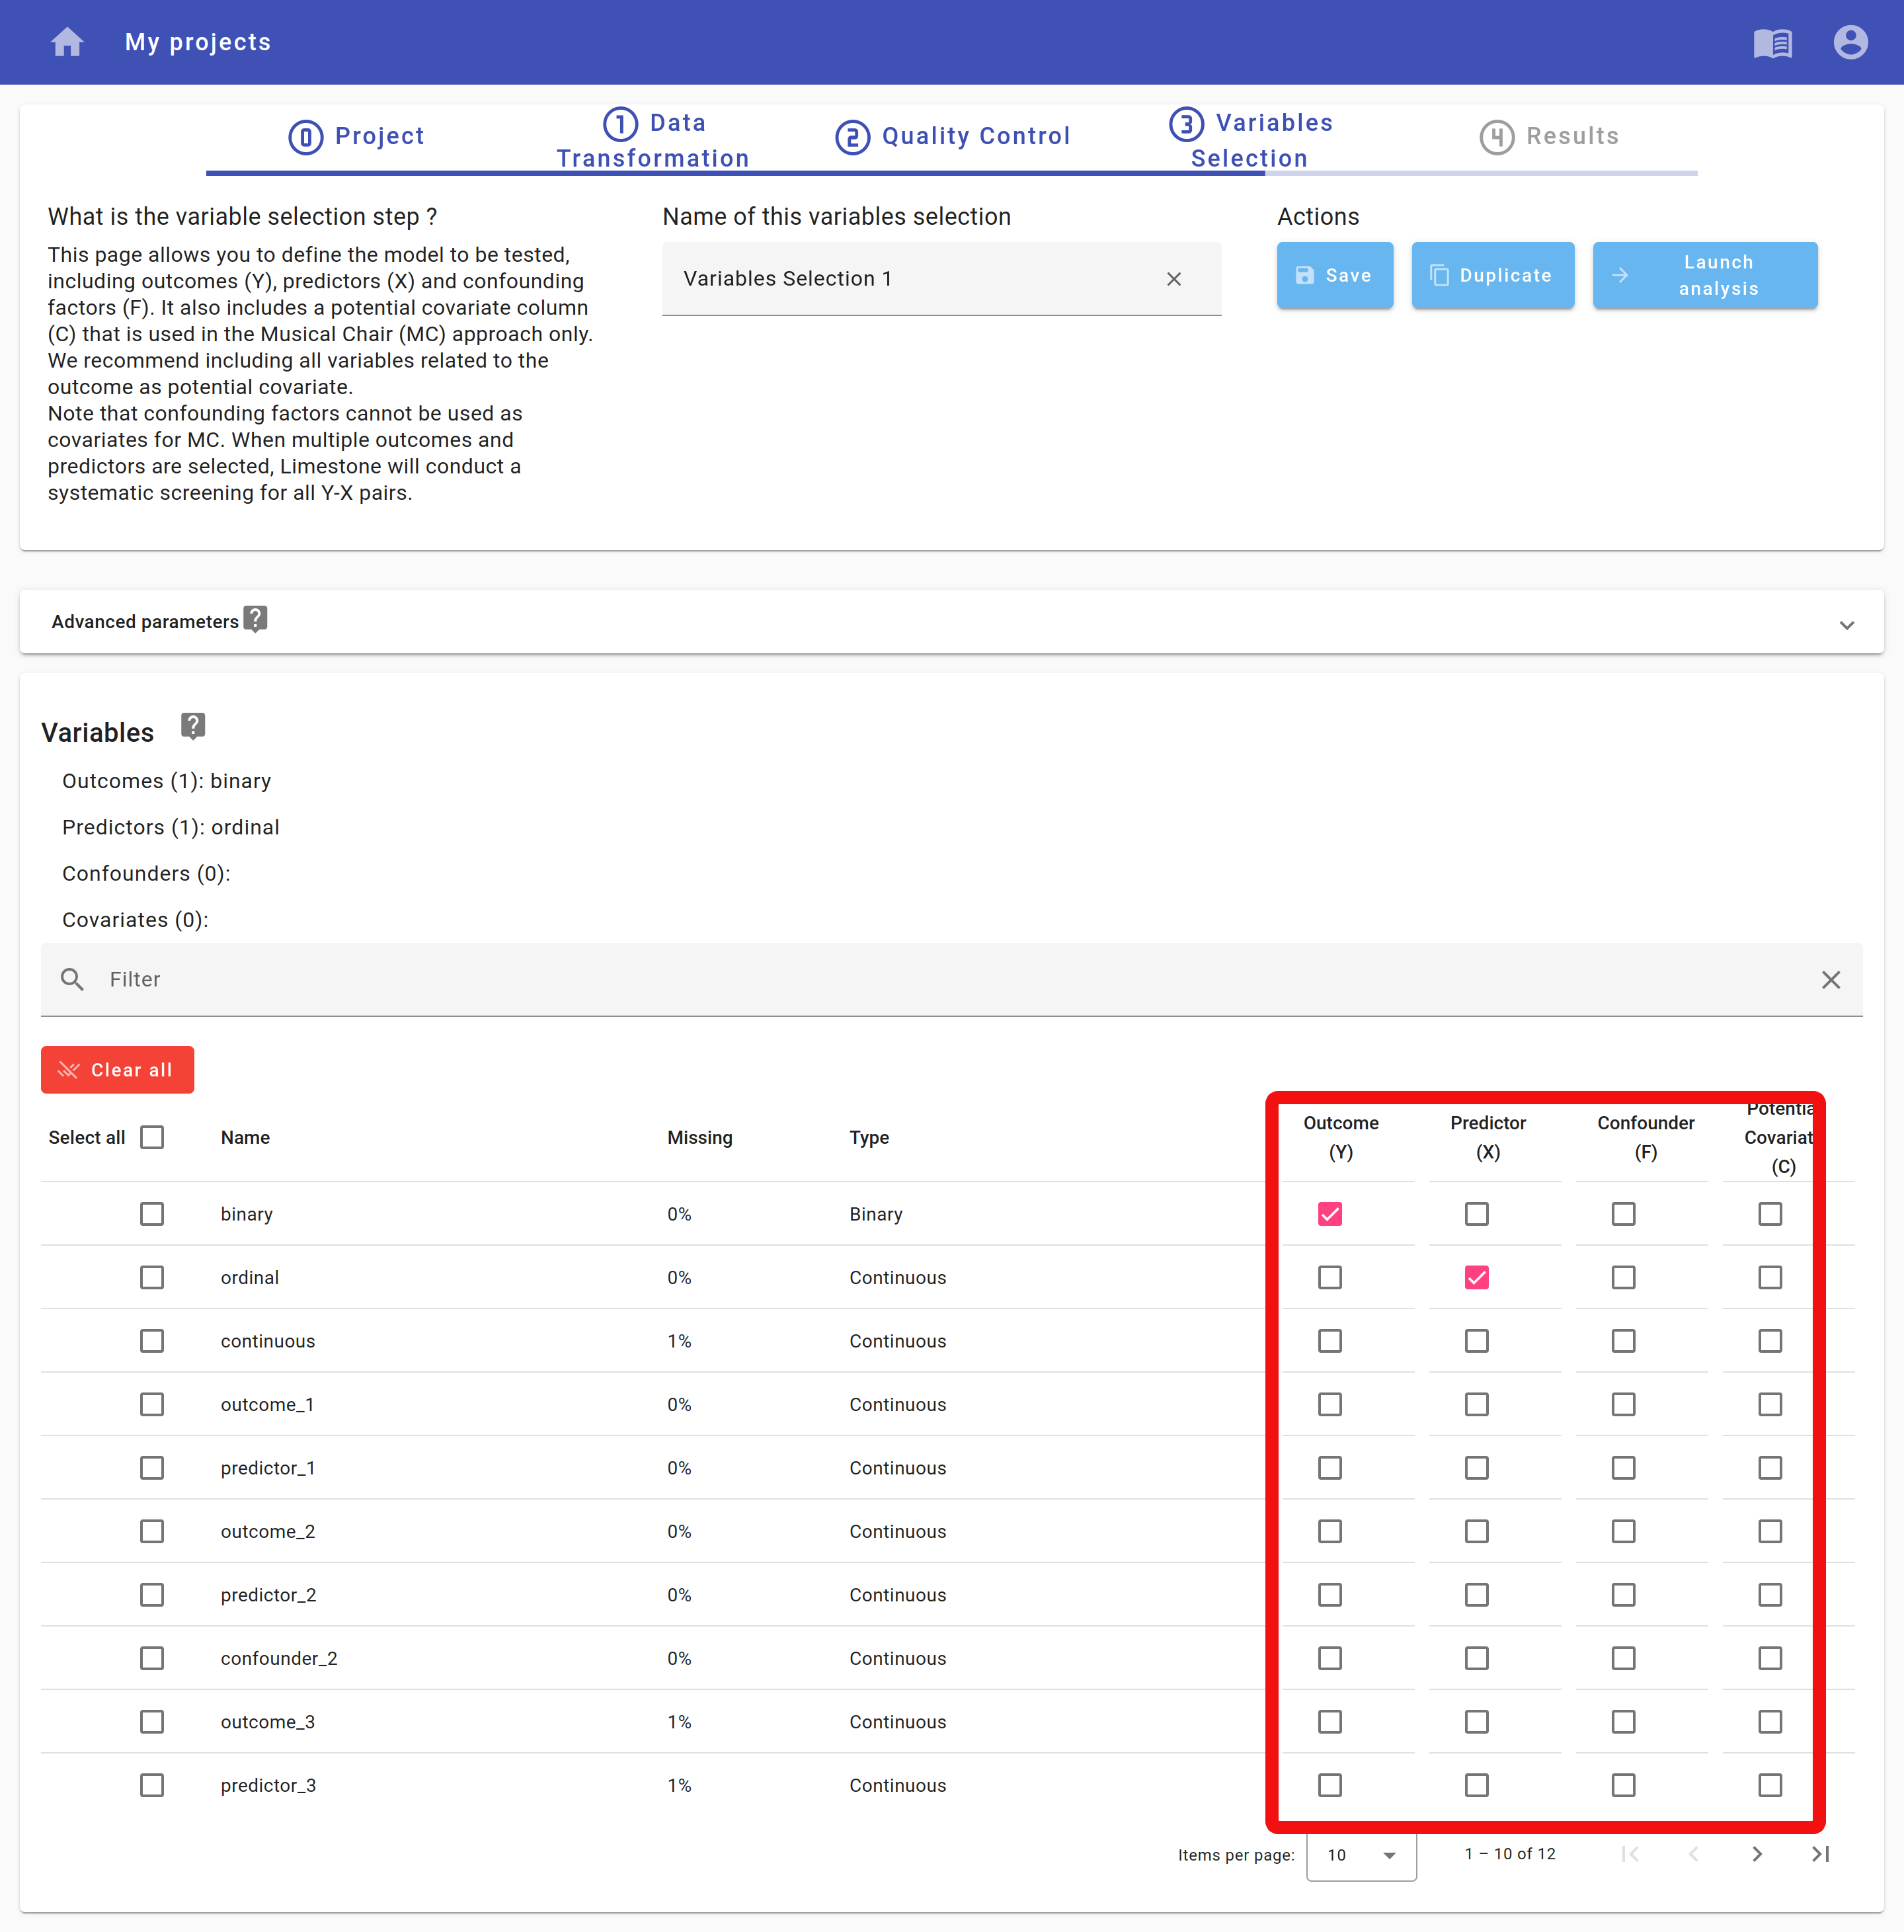 My projects
0 Project
1 Data Transformation
2 Quality Control
3 Variables Selection
4 Results
What is the variable selection step ?
This page allows you to define the model to be tested,
including outcomes (Y), predictors (X) and confounding
factors (F). It also includes a potential covariate column
(C) that is used in the Musical Chair (MC) approach only.
We recommend including all variables related to the
outcome as potential covariate.
Note that confounding factors cannot be used as
covariates for MC. When multiple outcomes and
predictors are selected, Limestone will conduct a
systematic screening for all Y-X pairs.
Name of this variables selection
Variables Selection 1
Actions
Save
Duplicate
Launch
analysis
Advanced parameters ?
Variables ?
Outcomes (1): binary
Predictors (1): ordinal
Confounders (0):
Covariates (0):
Filter
Clear all
Select all Name Missing Type Outcome (Y) Predictor (X) Confounder (F) Potentia Covariat (C)
binary 0% Binary
ordinal 0% Continuous
continuous 1% Continuous
outcome_1 0% Continuous
predictor_1 0% Continuous
outcome_2 0% Continuous
predictor_2 0% Continuous
confounder_2 0% Continuous
outcome_3 1% Continuous
predictor_3 1% Continuous
Items per page: 10 1 – 10 of 12